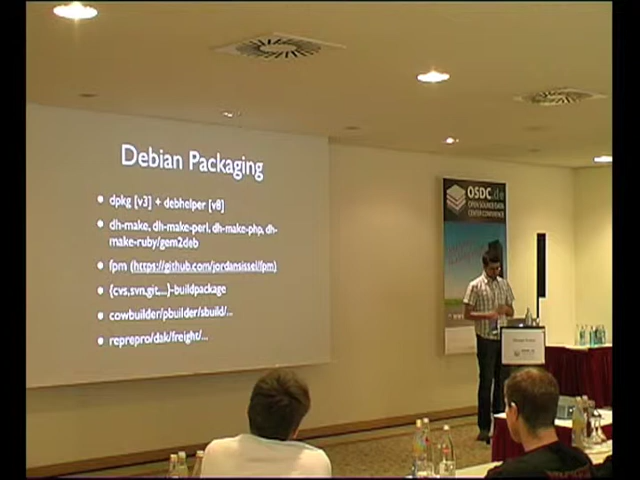 Debian Packaging
• dpkg [v3] + debhelper [v8]
• dh-make, dh-make-perl, dh-make-php, dh-
make-ruby/gem2deb
• fpm (https://github.com/jordansissel/fpm)
• {cvs,svn,git,...}-buildpackage
• cowbuilder/pbuilder/sbuild/...
• reprepro/dak/freight/...
OSDC.de
OPEN SOURCE DATA
CENTER CONFERENCE